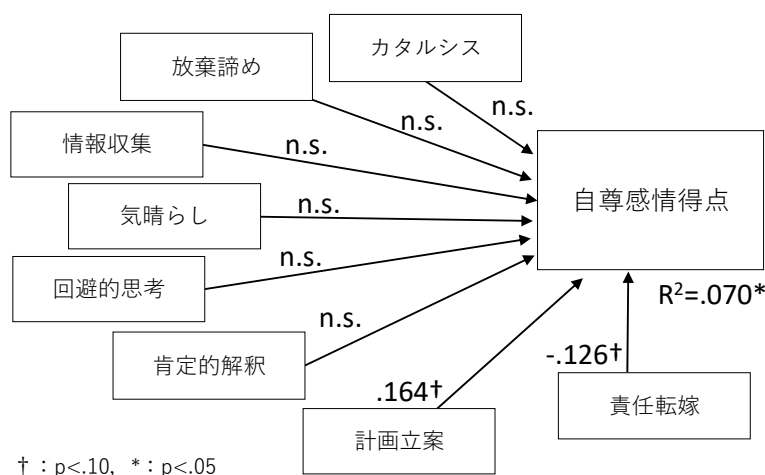 カタルシス
放棄諦め
n.s.
n.s.
情報収集
n.s.
自尊感情得点
気晴らし
n.s.
回避的思考
n.s.
R²=.070*
n.s.
肯定的解釈
-.126†
.164†
責任転嫁
計画立案
†：p<.10, *：p<.05